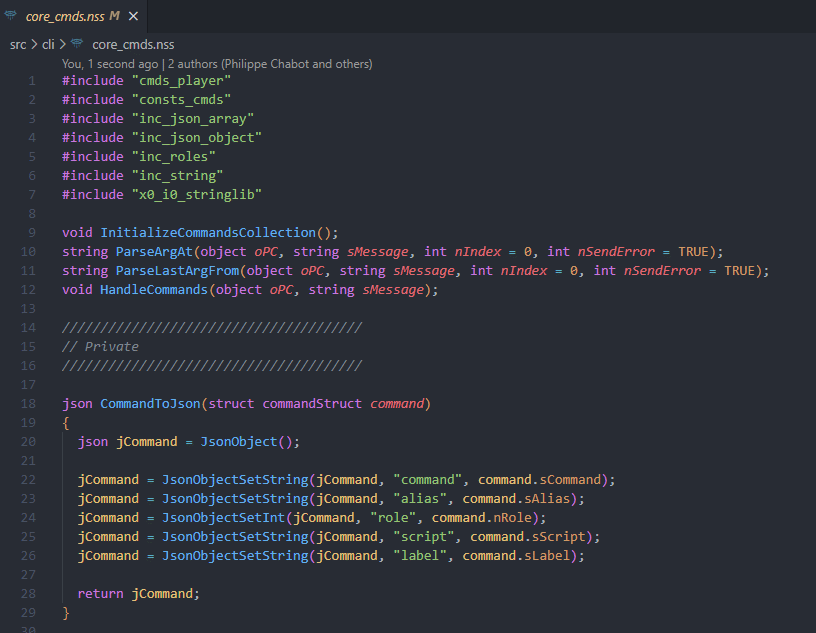 core_cmds.nss M ×
src > cli > core_cmds.nss
You, 1 second ago | 2 authors (Philippe Chabot and others)
1 #include "cmds_player"
2 #include "consts_cmds"
3 #include "inc_json_array"
4 #include "inc_json_object"
5 #include "inc_roles"
6 #include "inc_string"
7 #include "x0_i0_stringlib"
8
9 void InitializeCommandsCollection();
10 string ParseArgAt(object oPC, string sMessage, int nIndex = 0, int nSendError = TRUE);
11 string ParseLastArgFrom(object oPC, string sMessage, int nIndex = 0, int nSendError = TRUE);
12 void HandleCommands(object oPC, string sMessage);
13
14 ///////////////////////////////////////
15 // Private
16 ///////////////////////////////////////
17
18 json CommandToJson(struct commandStruct command)
19 {
20   json jCommand = JsonObject();
21
22   jCommand = JsonObjectSetString(jCommand, "command", command.sCommand);
23   jCommand = JsonObjectSetString(jCommand, "alias", command.sAlias);
24   jCommand = JsonObjectSetInt(jCommand, "role", command.nRole);
25   jCommand = JsonObjectSetString(jCommand, "script", command.sScript);
26   jCommand = JsonObjectSetString(jCommand, "label", command.sLabel);
27
28   return jCommand;
29 }
30